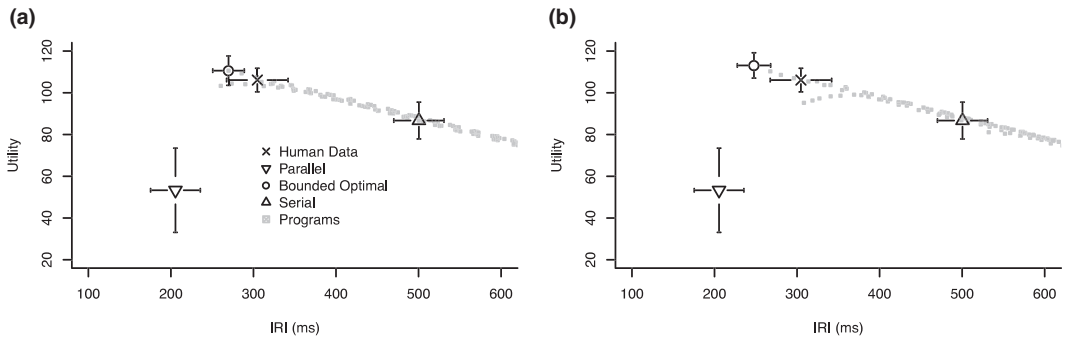 (a)
Utility
120
100
80
60
40
20
× Human Data
Parallel
Bounded Optimal
Serial
Programs
100 200 300 400 500 600
IRI (ms)
(b)
Utility
120
100
80
60
40
20
100 200 300 400 500 600
IRI (ms)